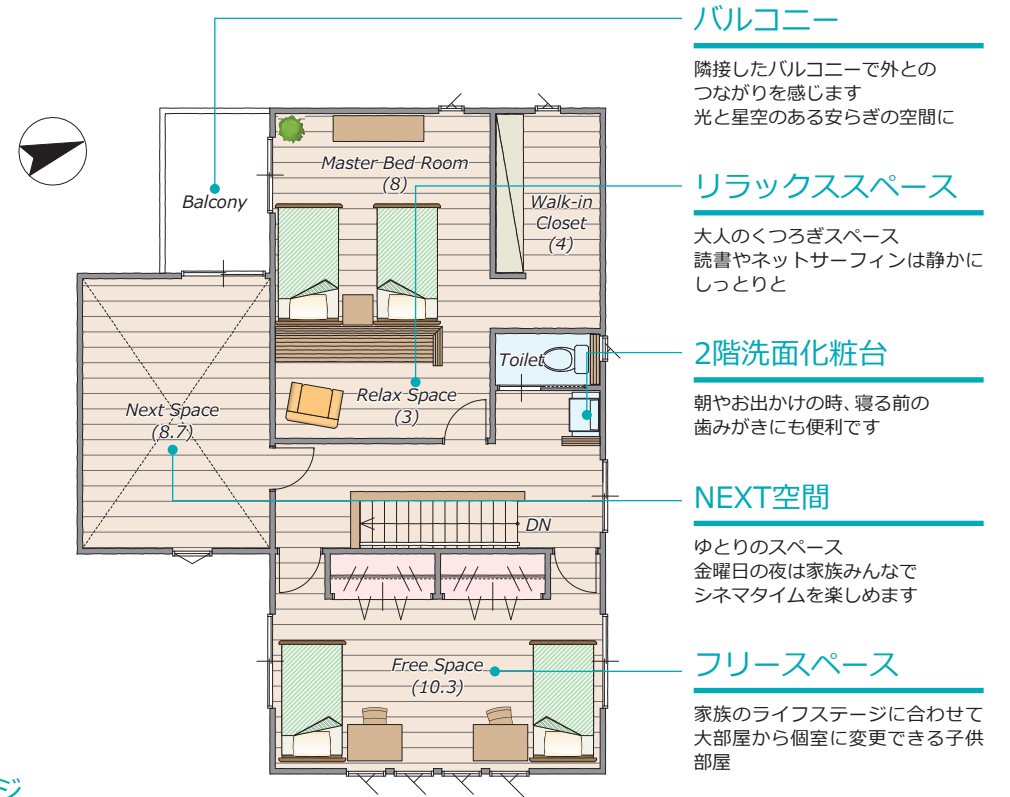 バルコニー
隣接したバルコニーで外との
つながりを感じます
光と星空のある安らぎの空間に
リラックススペース
大人のくつろぎスペース
読書やネットサーフィンは静かに
しっとりと
2階洗面化粧台
朝やお出かけの時、寝る前の
歯みがきにも便利です
NEXT空間
ゆとりのスペース
金曜日の夜は家族みんなで
シネマタイムを楽しめます
フリースペース
家族のライフステージに合わせて
大部屋から個室に変更できる子供
部屋
Balcony
Master Bed Room
(8)
Walk-in
Closet
(4)
Toilet
Relax Space
(3)
Next Space
(8.7)
DN
Free Space
(10.3)
ジ